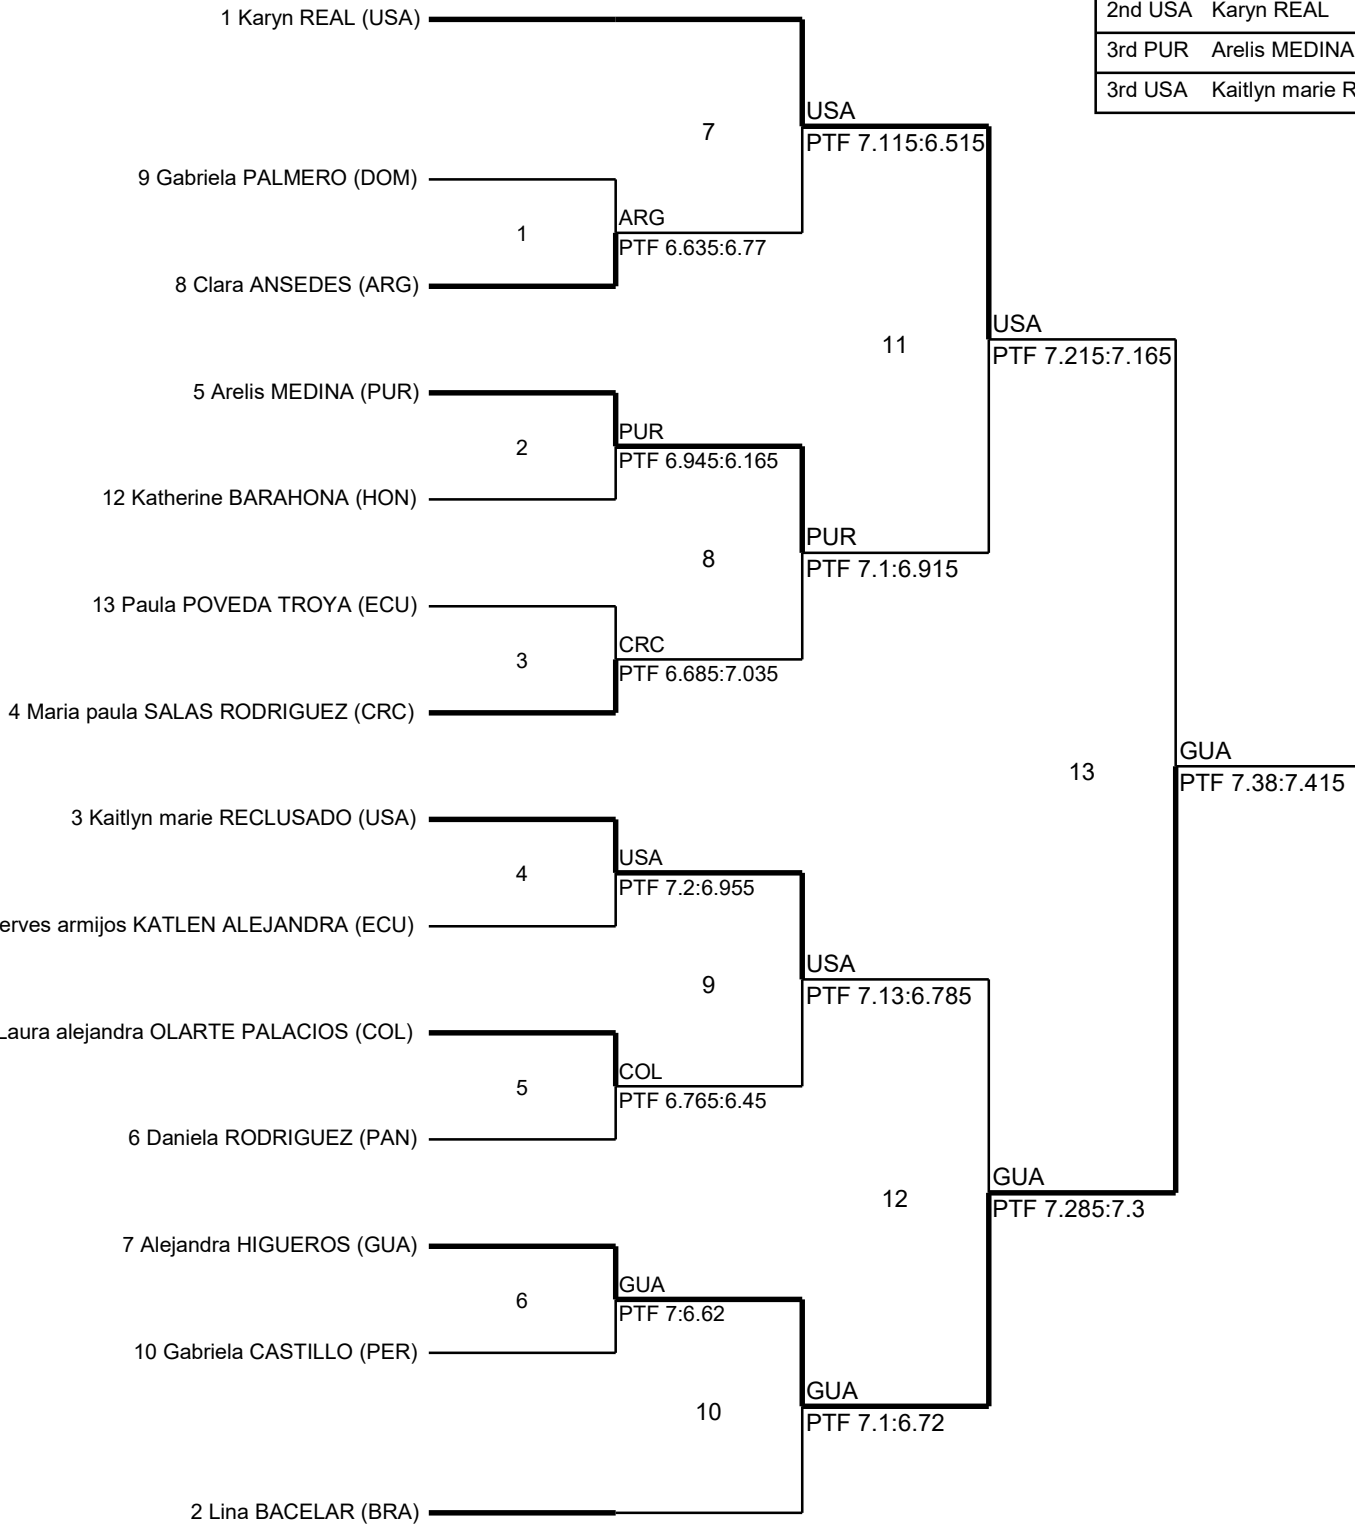 1 Karyn REAL (USA)
2nd USA Karyn REAL
3rd PUR Arelis MEDINA
3rd USA Kaitlyn marie R
USA
7
PTF 7.115:6.515
9 Gabriela PALMERO (DOM)
ARG
1
PTF 6.635:6.77
8 Clara ANSEDES (ARG)
USA
11
PTF 7.215:7.165
5 Arelis MEDINA (PUR)
PUR
2
PTF 6.945:6.165
12 Katherine BARAHONA (HON)
PUR
8
PTF 7.1:6.915
13 Paula POVEDA TROYA (ECU)
CRC
3
PTF 6.685:7.035
4 Maria paula SALAS RODRIGUEZ (CRC)
GUA
13
PTF 7.38:7.415
3 Kaitlyn marie RECLUSADO (USA)
USA
4
PTF 7.2:6.955
erves armijos KATLEN ALEJANDRA (ECU)
USA
9
PTF 7.13:6.785
Laura alejandra OLARTE PALACIOS (COL)
COL
5
PTF 6.765:6.45
6 Daniela RODRIGUEZ (PAN)
GUA
12
PTF 7.285:7.3
7 Alejandra HIGUEROS (GUA)
GUA
6
PTF 7:6.62
10 Gabriela CASTILLO (PER)
GUA
10
PTF 7.1:6.72
2 Lina BACELAR (BRA)